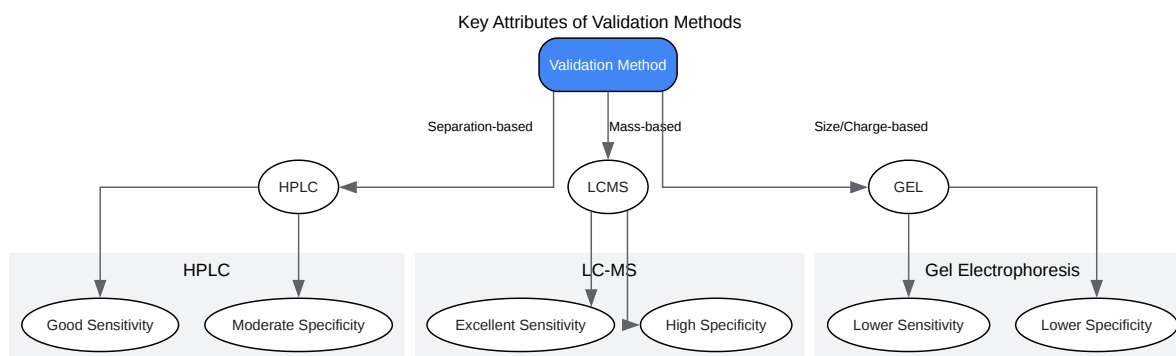 Key Attributes of Validation Methods
Validation Method
Separation-based
Mass-based
Size/Charge-based
HPLC
LCMS
GEL
HPLC
LC-MS
Gel Electrophoresis
Good Sensitivity
Moderate Specificity
Excellent Sensitivity
High Specificity
Lower Sensitivity
Lower Specificity